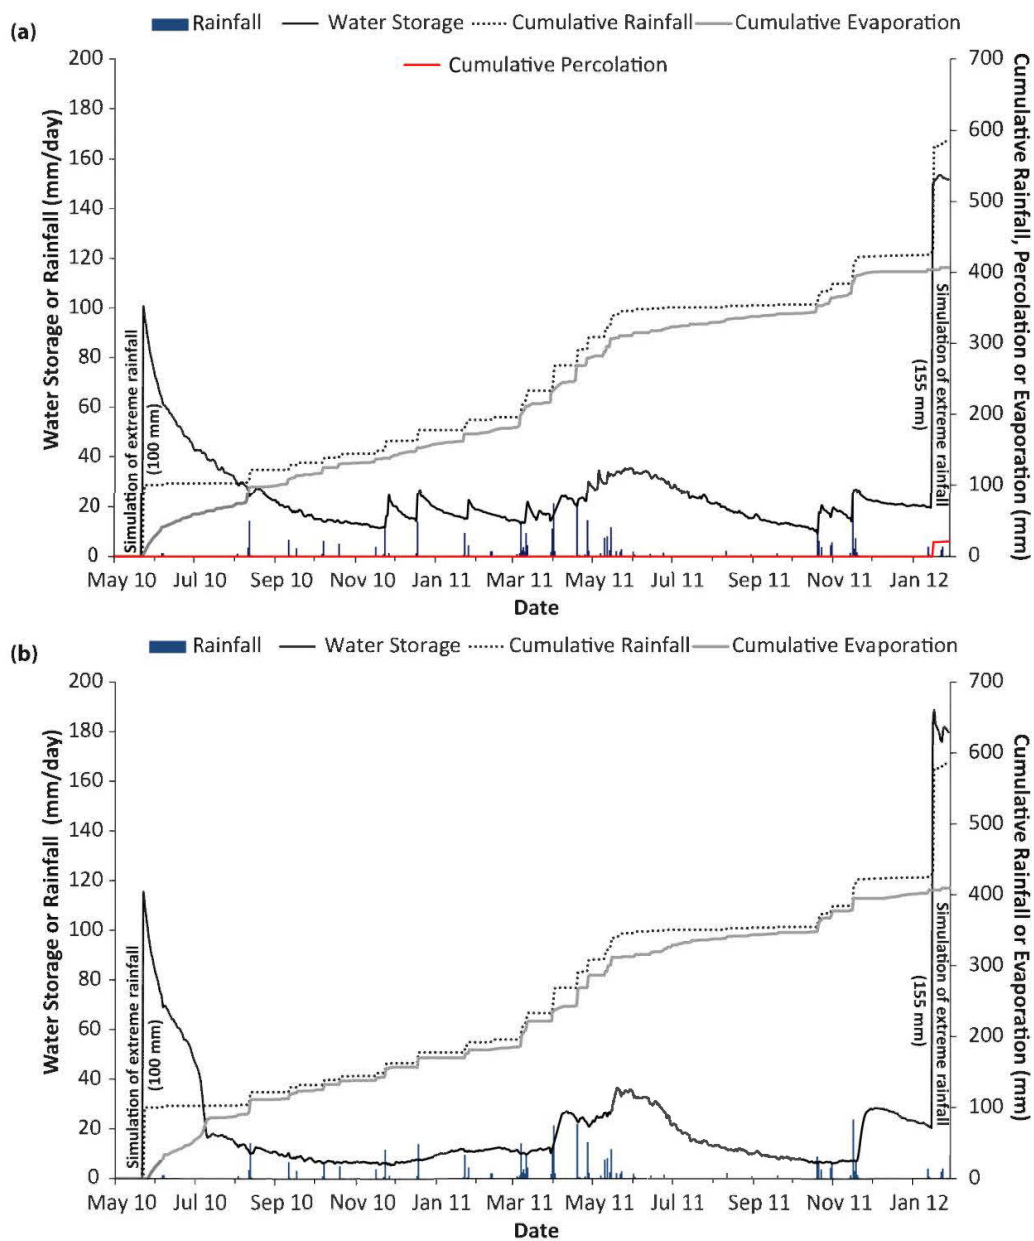 (a)
Rainfall Water Storage Cumulative Rainfall Cumulative Evaporation
Cumulative Percolation
Water Storage or Rainfall (mm/day)
200
180
160
140
120
100
80
60
40
20
0
Simulation of extreme rainfall
(100 mm)
(155 mm)
Simulation of extreme rainfall
700
600
500
400
300
200
100
0
Cumulative Rainfall, Percolation or Evaporation (mm)
May 10 Jul 10 Sep 10 Nov 10 Jan 11 Mar 11 May 11 Jul 11 Sep 11 Nov 11 Jan 12
Date
(b)
Rainfall Water Storage Cumulative Rainfall Cumulative Evaporation
Water Storage or Rainfall (mm/day)
200
180
160
140
120
100
80
60
40
20
0
Simulation of extreme rainfall
(100 mm)
(155 mm)
Simulation of extreme rainfall
700
600
500
400
300
200
100
0
Cumulative Rainfall or Evaporation (mm)
May 10 Jul 10 Sep 10 Nov 10 Jan 11 Mar 11 May 11 Jul 11 Sep 11 Nov 11 Jan 12
Date